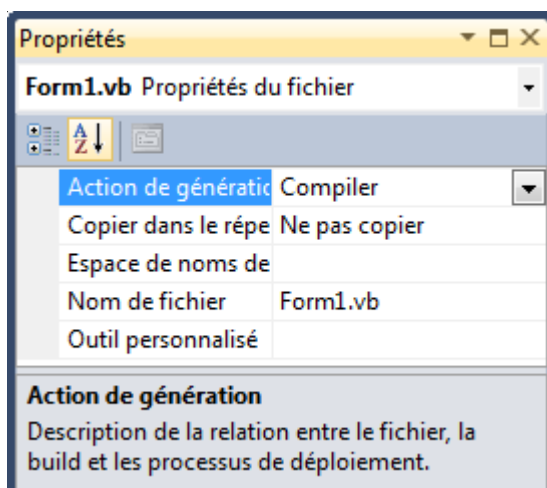 Propriétés
Form1.vb Propriétés du fichier
A Z
Action de génératic Compiler
Copier dans le répe Ne pas copier
Espace de noms de
Nom de fichier Form1.vb
Outil personnalisé
Action de génération
Description de la relation entre le fichier, la
build et les processus de déploiement.